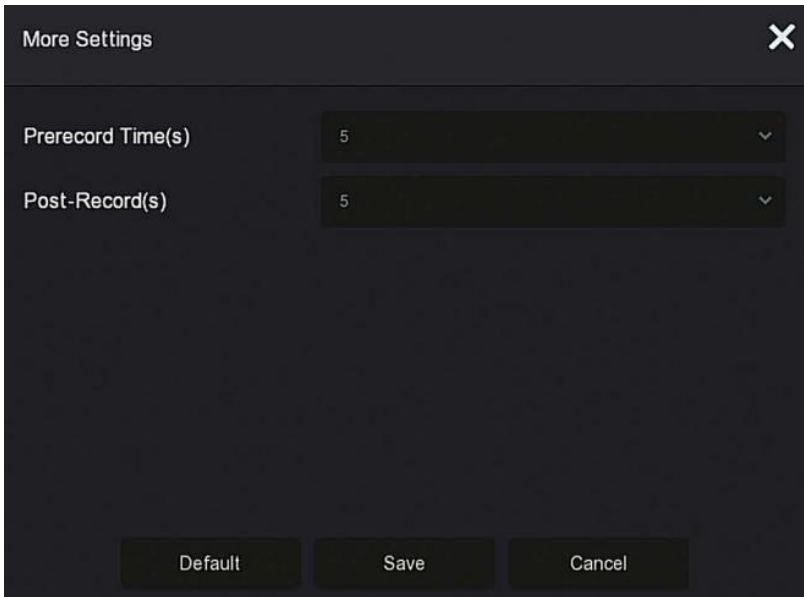 More Settings
Prerecord Time(s) 5
Post-Record(s) 5
Default Save Cancel